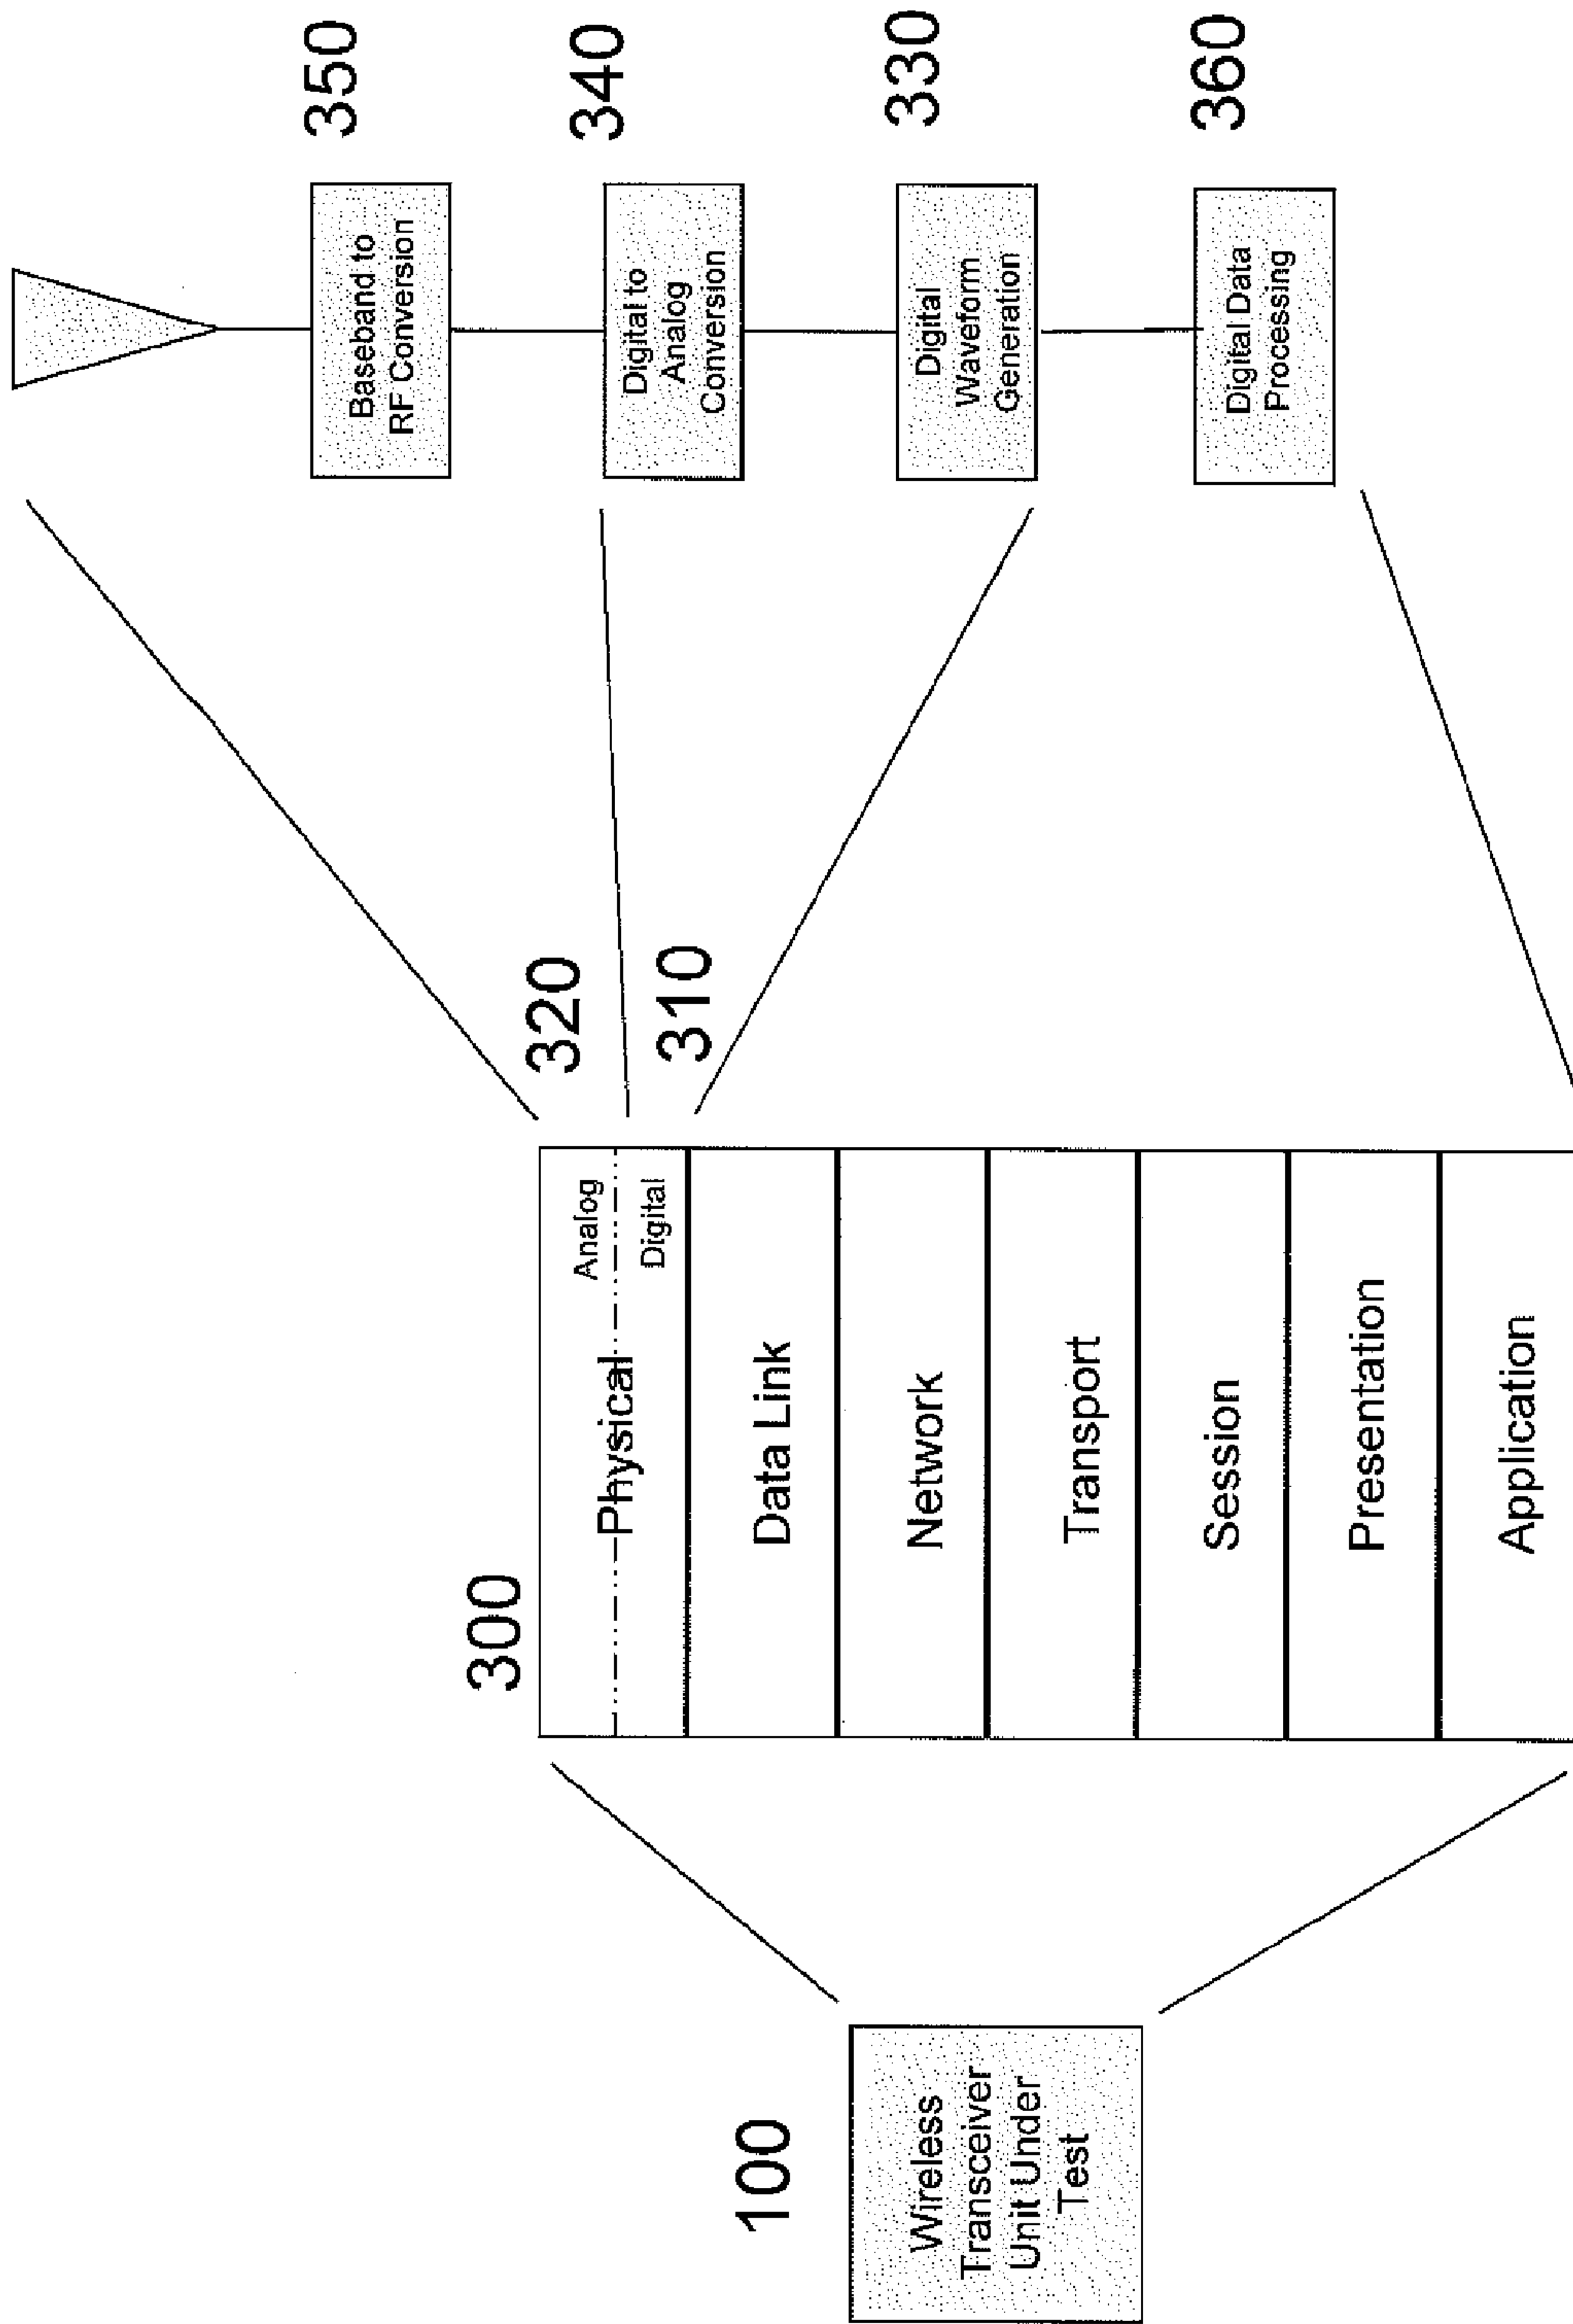 100
Wireless
Transceiver
Unit Under
Test
300
Physical
Analog
Digital
Data Link
Network
Transport
Session
Presentation
Application
320
310
350
Baseband to
RF Conversion
340
Digital to
Analog
Conversion
330
Digital
Waveform
Generation
360
Digital Data
Processing